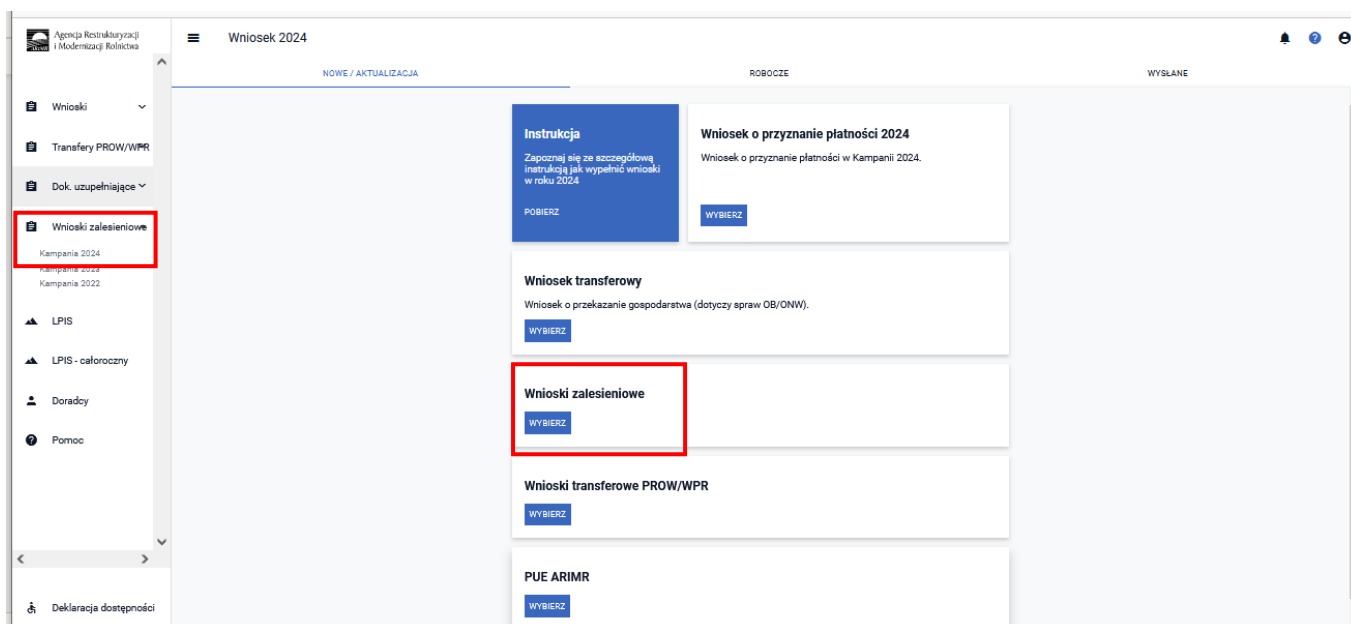 Agencja Restrukturyzacji
i Modernizacji Rolnictwa
Wnioski
Transfery PROW/WPR
Dok. uzupełniające
Wnioski zalesieniowe
Kampania 2024
Kampania 2023
Kampania 2022
LPIS
LPIS - całoroczny
Doradcy
Pomoc
Deklaracja dostępności
Wniosek 2024
NOWE / AKTUALIZACJA
ROBOCZE
WYSŁANE
Instrukcja
Zapoznaj się ze szczegółową
instrukcją jak wypełnić wnioski
w roku 2024
POBIERZ
Wniosek o przyznanie płatności 2024
Wniosek o przyznanie płatności w Kampanii 2024.
WYBIERZ
Wniosek transferowy
Wniosek o przekazanie gospodarstwa (dotyczy spraw OB/ONW).
WYBIERZ
Wnioski zalesieniowe
WYBIERZ
Wnioski transferowe PROW/WPR
WYBIERZ
PUE ARIMR
WYBIERZ